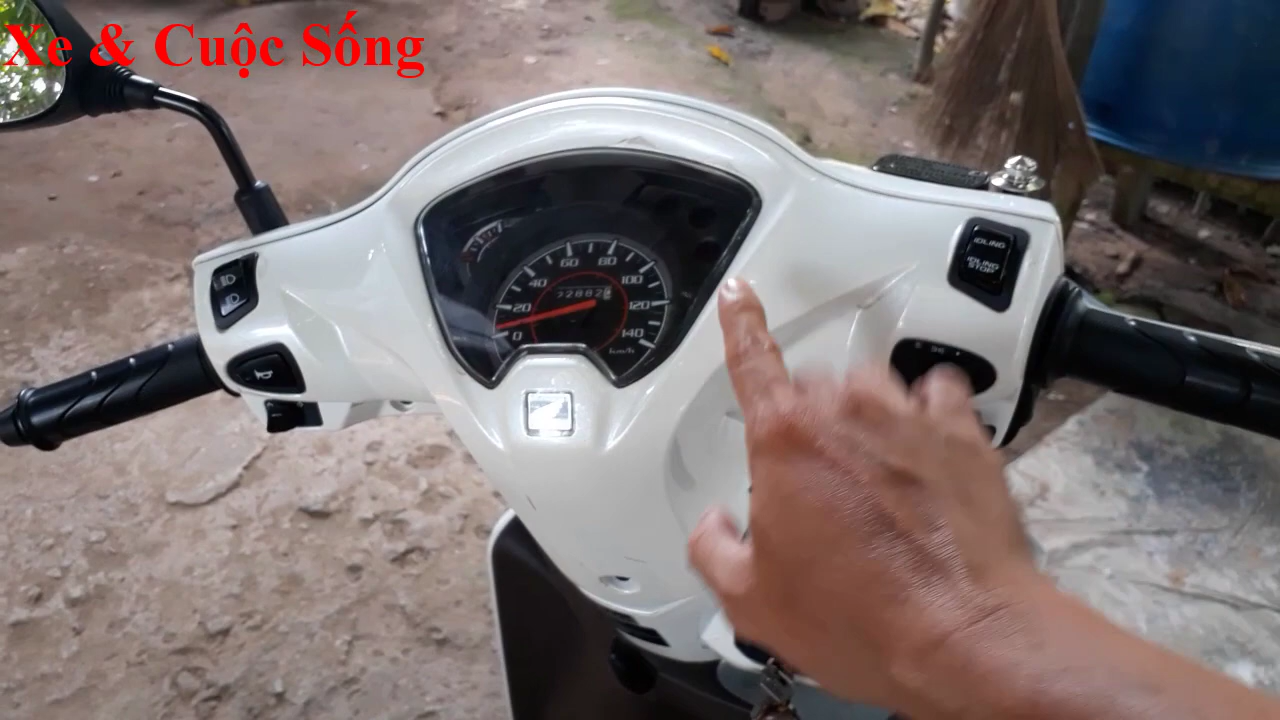 Xe & Cuộc Sống
IDLING
IDLING
STOP
0
20
40
60
80
100
120
140
km/h